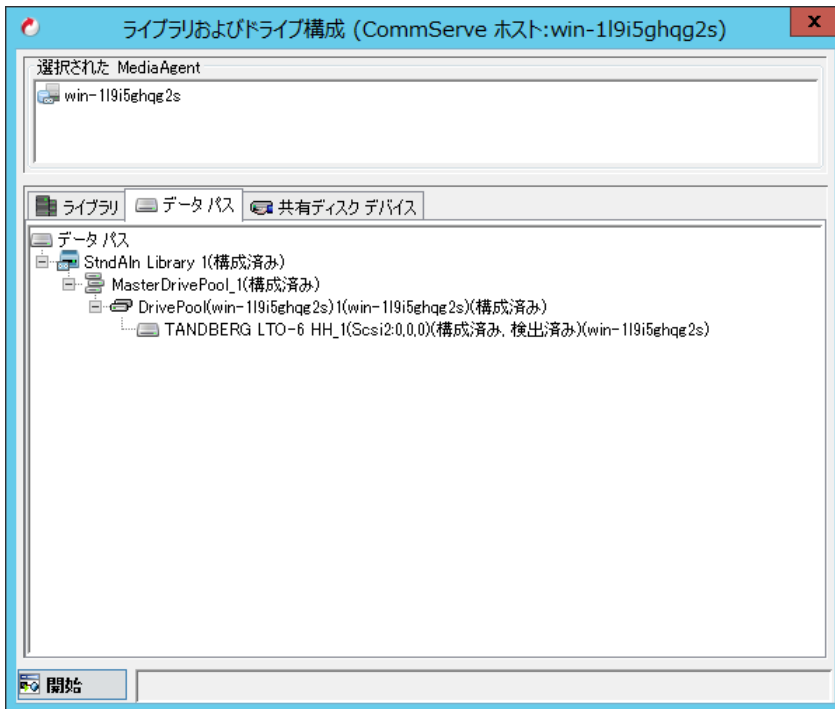 ライブラリおよびドライブ構成 (CommServe ホスト:win-1l9i5ghqg2s)
x
選択された MediaAgent
win-1l9i5ghqg2s
ライブラリ データ パス 共有ディスク デバイス
データ パス
StndAln Library 1(構成済み)
MasterDrivePool_1(構成済み)
DrivePool(win-1l9i5ghqg2s)1(win-1l9i5ghqg2s)(構成済み)
TANDBERG LTO-6 HH_1(Scsi2:0,0,0)(構成済み, 検出済み)(win-1l9i5ghqg2s)
開始